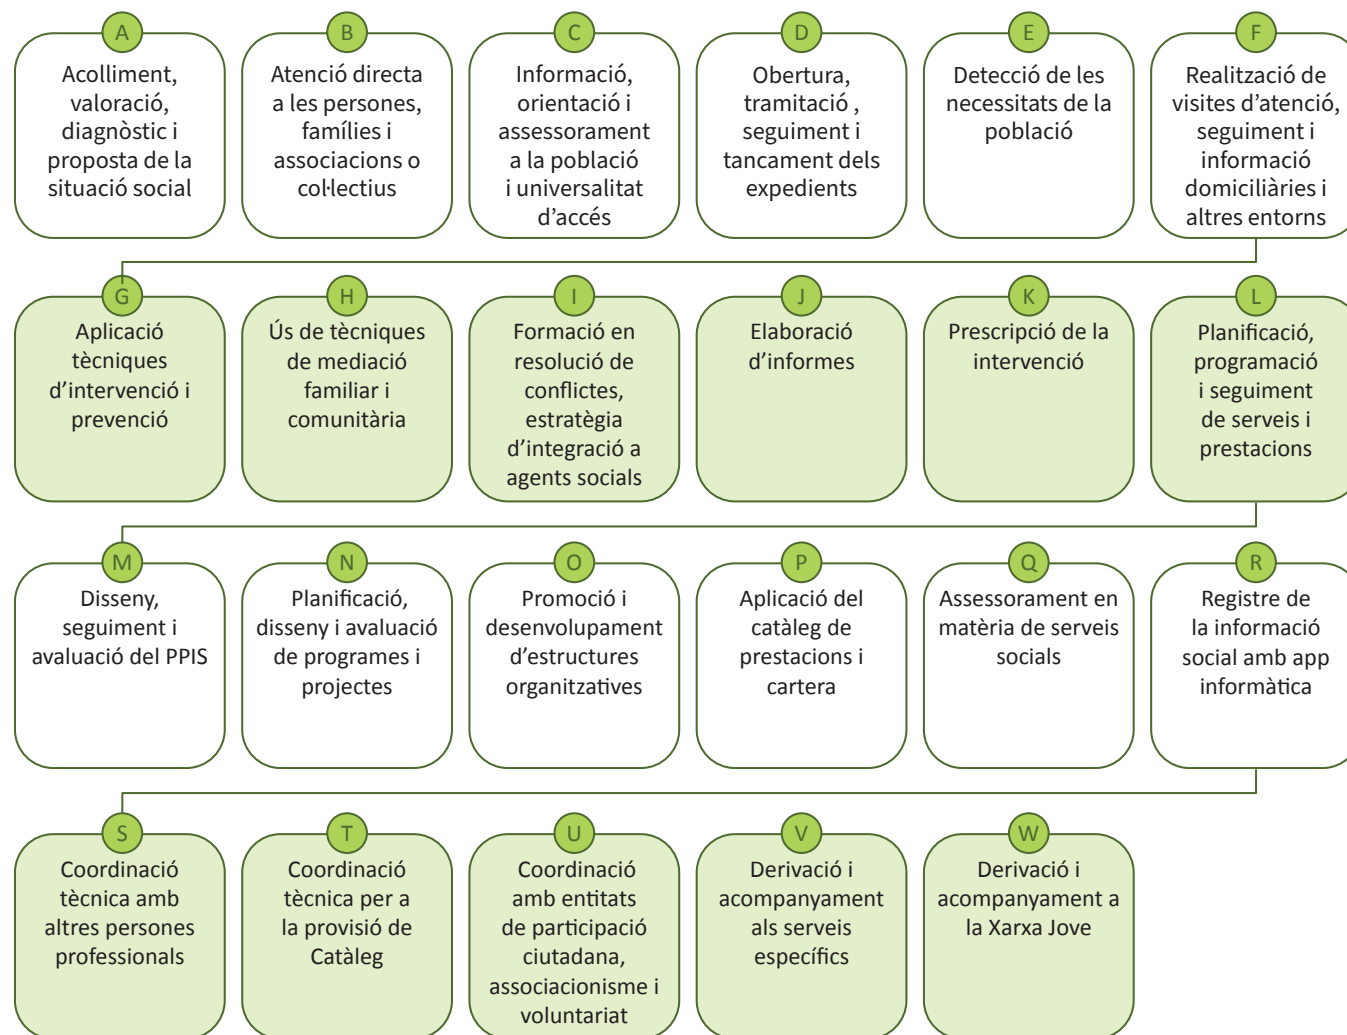 A
Acolliment,
valoració,
diagnòstic i
proposta de la
situació social
B
Atenció directa
a les persones,
famílies i
associacions o
col·lectius
C
Informació,
orientació i
assessorament
a la població
i universalitat
d’accés
D
Obertura,
tramitació ,
seguiment i
tancament dels
expedients
E
Detecció de les
necessitats de la
població
F
Realització de
visites d’atenció,
seguiment i
informació
domiciliàries i
altres entorns
G
Aplicació
tècniques
d’intervenció i
prevenció
H
Ús de tècniques
de mediació
familiar i
comunitària
I
Formació en
resolució de
conflictes,
estratègia
d’integració a
agents socials
J
Elaboració
d’informes
K
Prescripció de la
intervenció
L
Planificació,
programació
i seguiment
de serveis i
prestacions
M
Disseny,
seguiment i
avaluació del PPIS
N
Planificació,
disseny i avaluació
de programes i
projectes
O
Promoció i
desenvolupament
d’estructures
organitzatives
P
Aplicació del
catàleg de
prestacions i
cartera
Q
Assessorament en
matèria de serveis
socials
R
Registre de
la informació
social amb app
informàtica
S
Coordinació
tècnica amb
altres persones
professionals
T
Coordinació
tècnica per a
la provisió de
Catàleg
U
Coordinació
amb entitats
de participació
ciutadana,
associacionisme i
voluntariat
V
Derivació i
acompanyament
als serveis
específics
W
Derivació i
acompanyament a
la Xarxa Jove